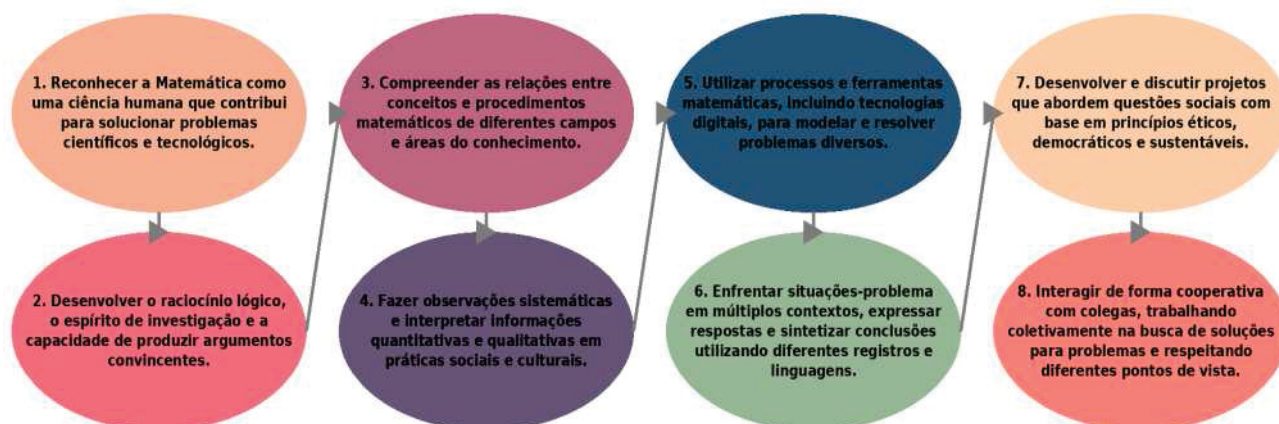 1. Reconhecer a Matemática como
uma ciência humana que contribui
para solucionar problemas
científicos e tecnológicos.
2. Desenvolver o raciocínio lógico,
o espírito de investigação e a
capacidade de produzir argumentos
convincentes.
3. Compreender as relações entre
conceitos e procedimentos
matemáticos de diferentes campos
e áreas do conhecimento.
4. Fazer observações sistemáticas
e interpretar informações
quantitativas e qualitativas em
práticas sociais e culturais.
5. Utilizar processos e ferramentas
matemáticas, incluindo tecnologias
digitais, para modelar e resolver
problemas diversos.
6. Enfrentar situações-problema
em múltiplos contextos, expressar
respostas e sintetizar conclusões
utilizando diferentes registros e
linguagens.
7. Desenvolver e discutir projetos
que abordem questões sociais com
base em princípios éticos,
democráticos e sustentáveis.
8. Interagir de forma cooperativa
com colegas, trabalhando
coletivamente na busca de soluções
para problemas e respeitando
diferentes pontos de vista.